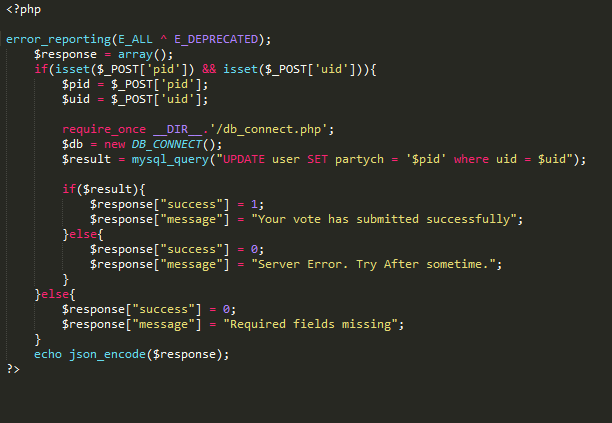 <?php
error_reporting(E_ALL ^ E_DEPRECATED);
$response = array();
if(isset($_POST['pid']) && isset($_POST['uid'])){
$pid = $_POST['pid'];
$uid = $_POST['uid'];
require_once __DIR__.'/db_connect.php';
$db = new DB_CONNECT();
$result = mysql_query("UPDATE user SET partych = '$pid' where uid = $uid");
if($result){
$response["success"] = 1;
$response["message"] = "Your vote has submitted successfully";
}else{
$response["success"] = 0;
$response["message"] = "Server Error. Try After sometime.";
}
}else{
$response["success"] = 0;
$response["message"] = "Required fields missing";
}
echo json_encode($response);
?>